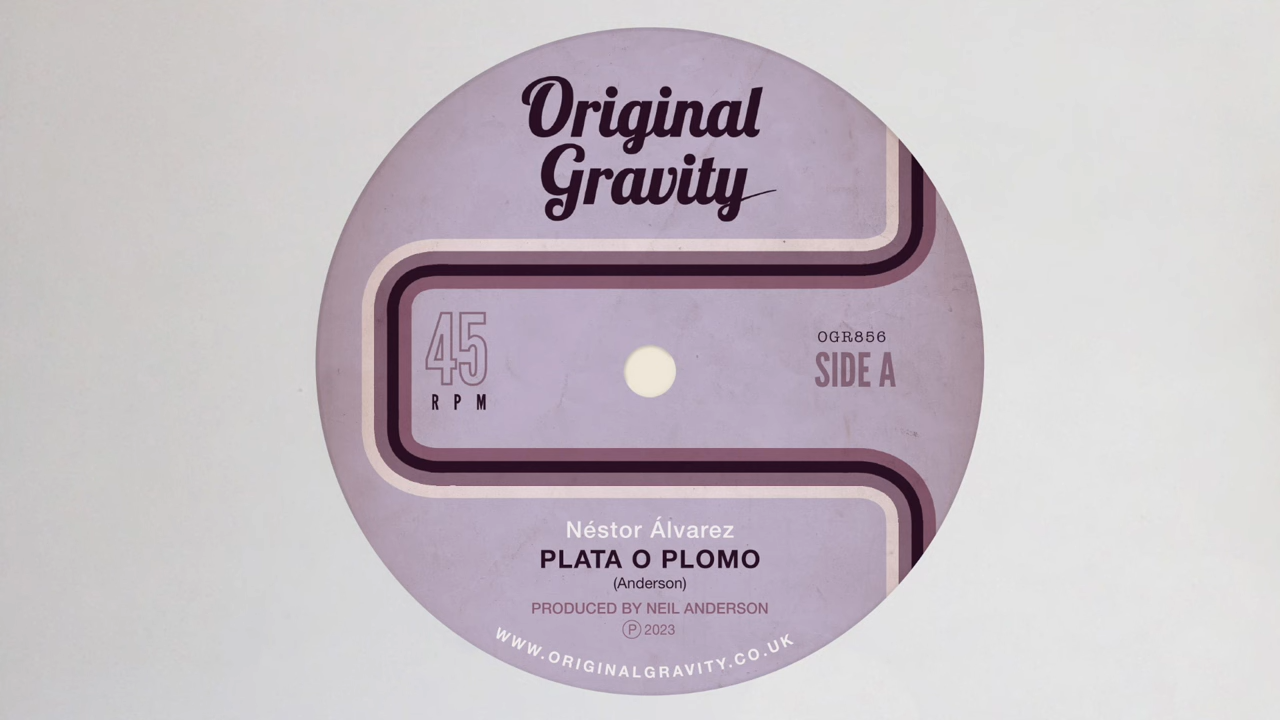 Original
Gravity
45
RPM
OGR856
SIDE A
Néstor Álvarez
PLATA O PLOMO
(Anderson)
PRODUCED BY NEIL ANDERSON
Ⓟ 2023
WWW.ORIGINALGRAVITY.CO.UK